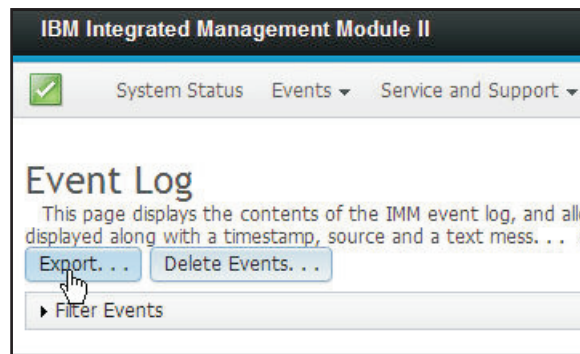 IBM Integrated Management Module II
System Status Events Service and Support
Event Log
This page displays the contents of the IMM event log, and
displayed along with a timestamp, source and a text mess. . .
Export. . . Delete Events. . .
Filter Events